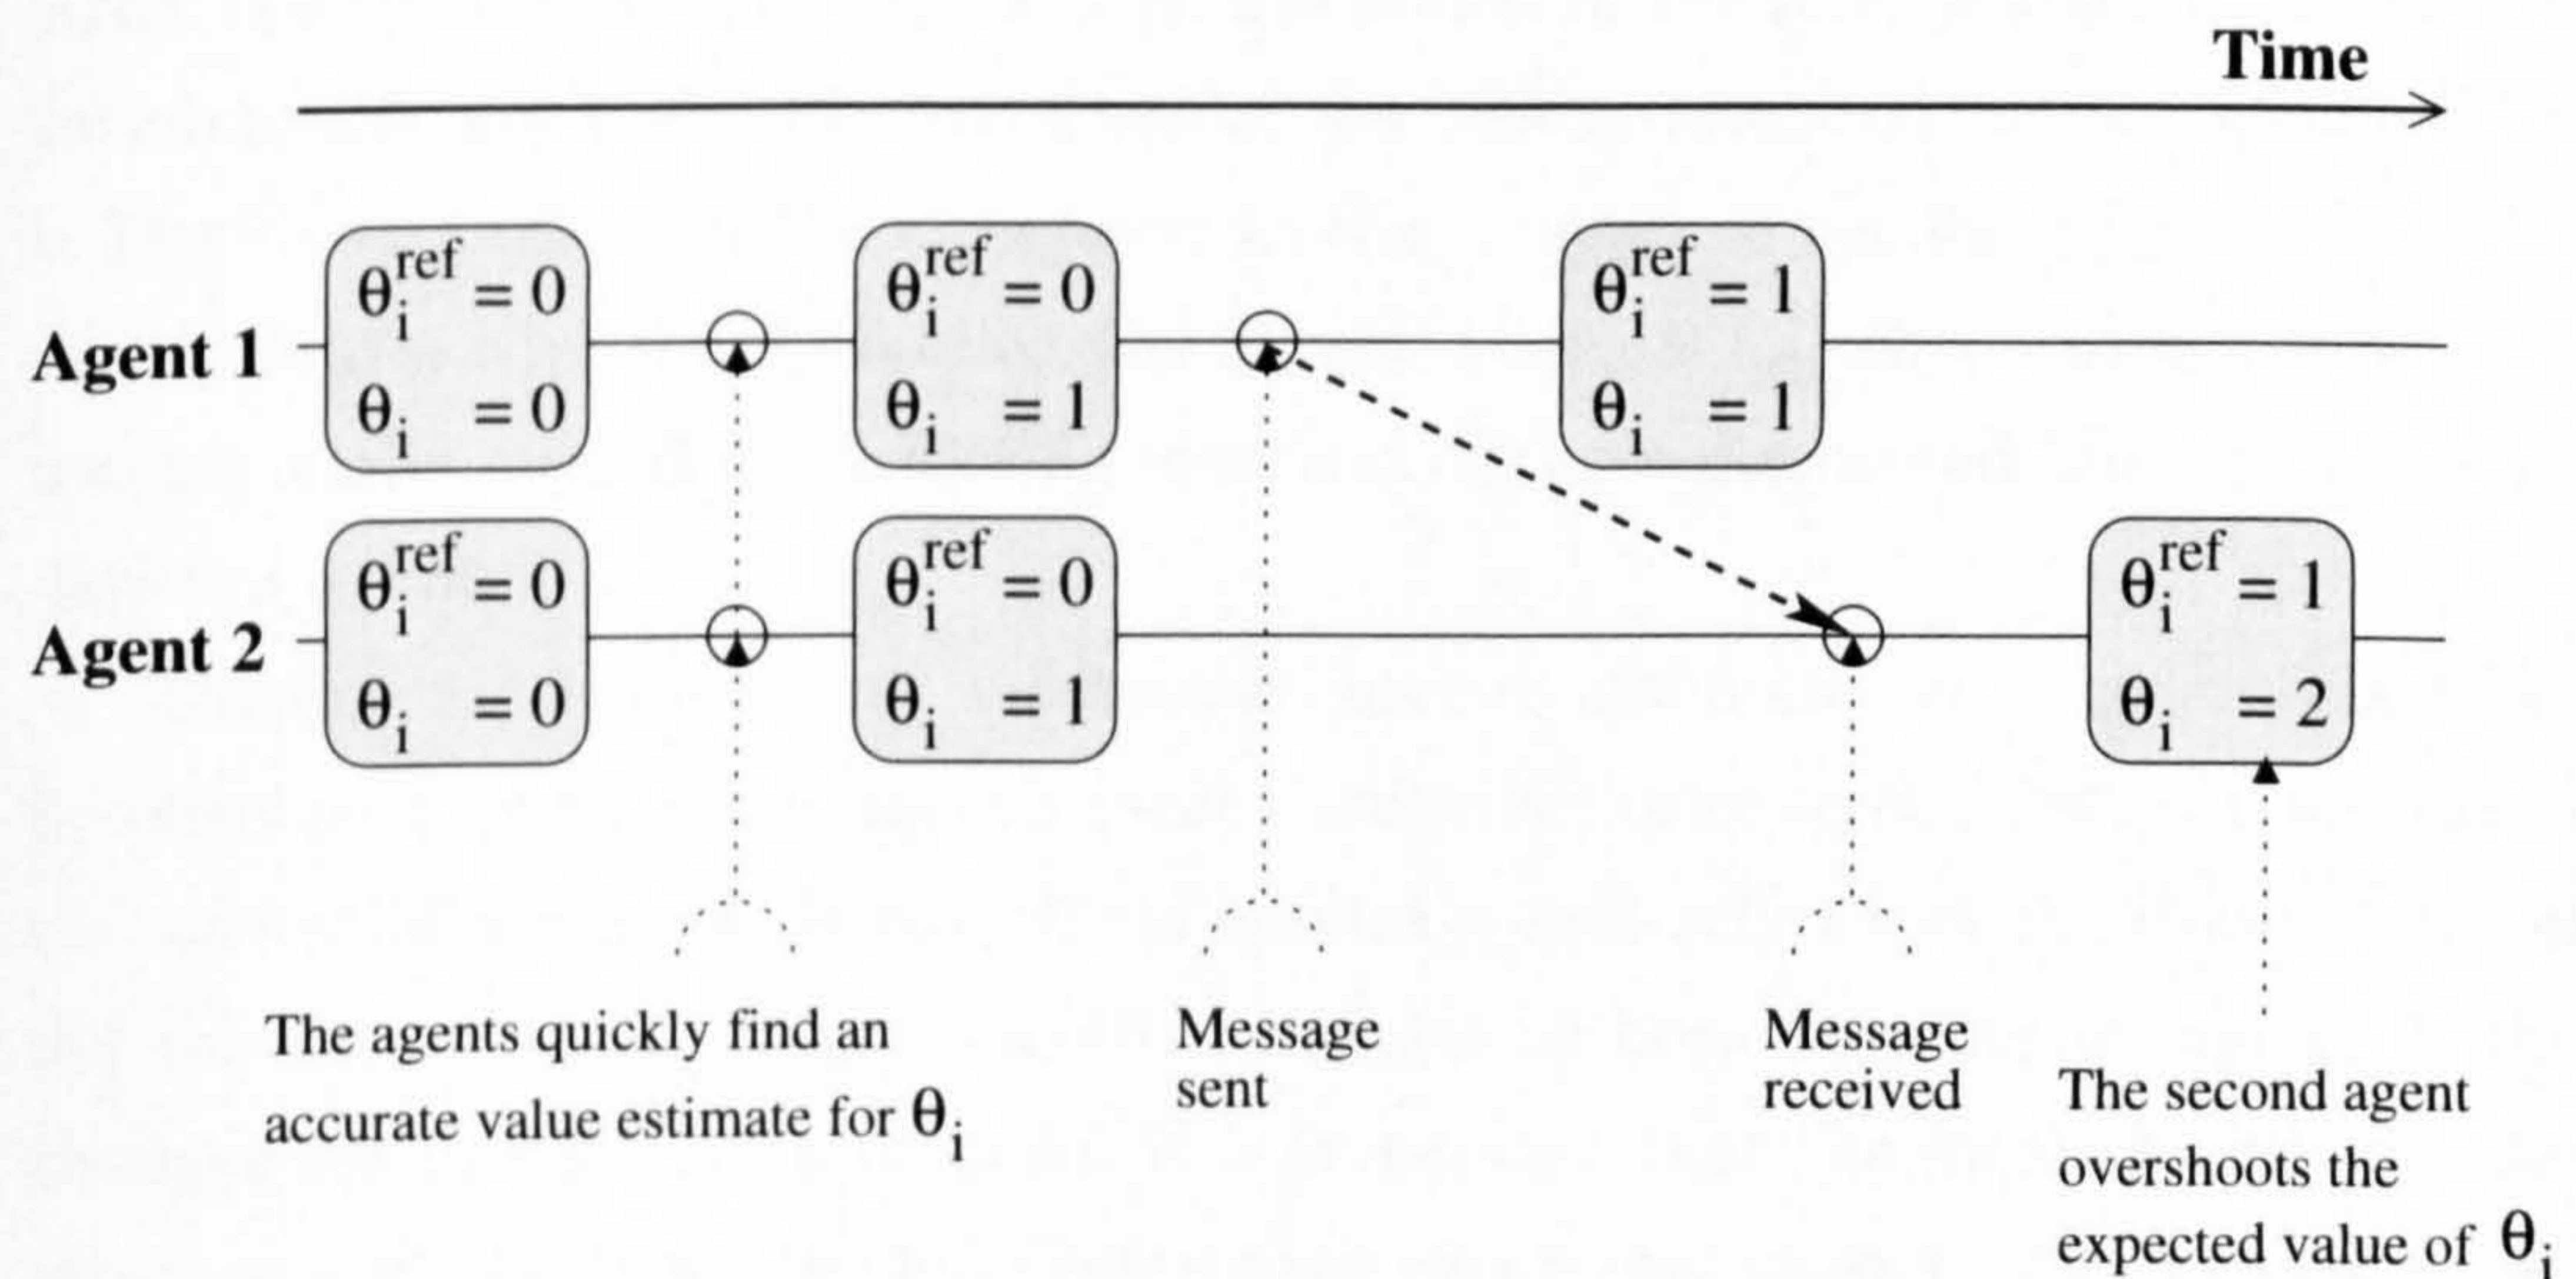 Time
Agent 1
θ_i^ref = 0
θ_i = 0
θ_i^ref = 0
θ_i = 1
θ_i^ref = 1
θ_i = 1
Agent 2
θ_i^ref = 0
θ_i = 0
θ_i^ref = 0
θ_i = 1
θ_i^ref = 1
θ_i = 2
The agents quickly find an
accurate value estimate for θ_i
Message
sent
Message
received
The second agent
overshoots the
expected value of θ_i